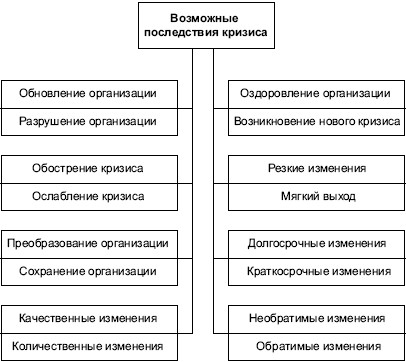 Возможные
последствия кризиса
Обновление организации
Разрушение организации
Обострение кризиса
Ослабление кризиса
Преобразование организации
Сохранение организации
Качественные изменения
Количественные изменения
Оздоровление организации
Возникновение нового кризиса
Резкие изменения
Мягкий выход
Долгосрочные изменения
Краткосрочные изменения
Необратимые изменения
Обратимые изменения